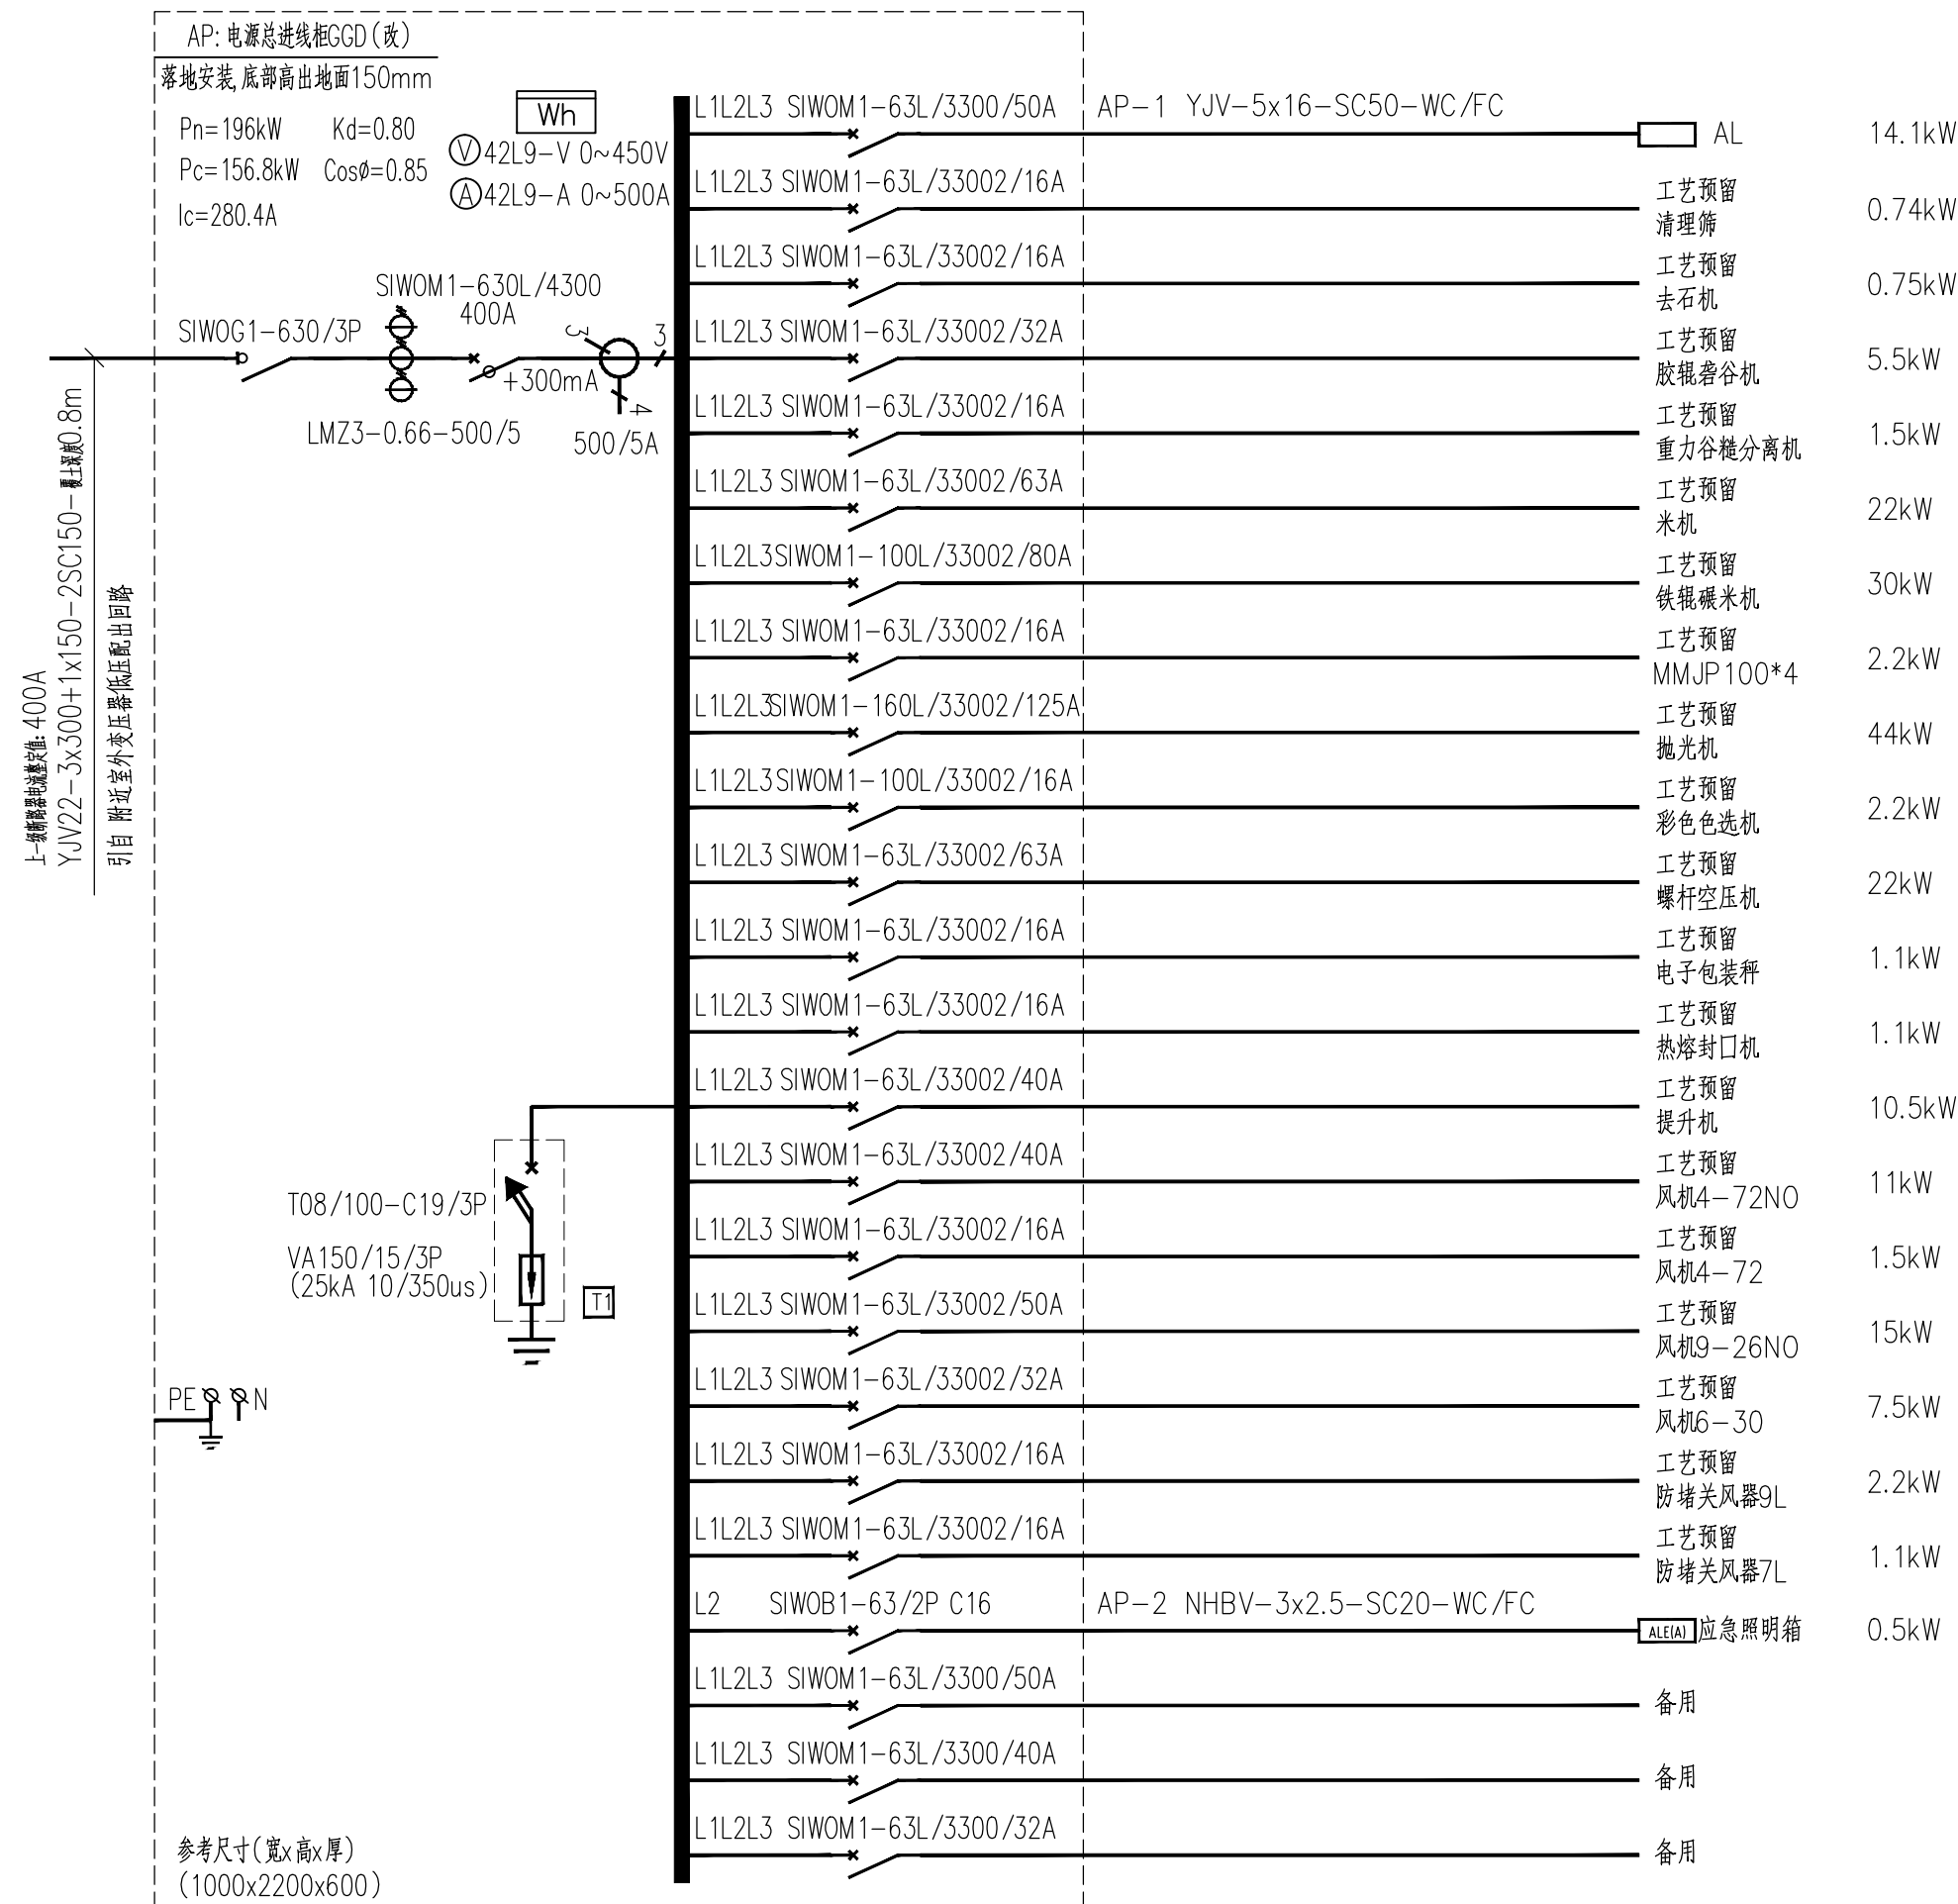 AP: 电源总进线柜GGD(改)
落地安装,底部高出地面150mm
Pn=196kW Kd=0.80
Pc=156.8kW Cosø=0.85
Ic=280.4A
Wh
V 42L9-V 0~450V
A 42L9-A 0~500A
SIWOG1-630/3P
SIWOM1-630L/4300
400A
+300mA
LMZ3-0.66-500/5
3
3
4
500/5A
上一级断路器电流整定值: 400A
YJV22-3x300+1x150-2SC150-覆土深度0.8m
引自 附近室外变压器低压配出回路
T08/100-C19/3P
VA150/15/3P
(25kA 10/350us)
T1
PE N
参考尺寸(宽x高x厚)
(1000x2200x600)
L1L2L3 SIWOM1-63L/3300/50A AP-1 YJV-5x16-SC50-WC/FC AL 14.1kW
L1L2L3 SIWOM1-63L/33002/16A 工艺预留
清理筛 0.74kW
L1L2L3 SIWOM1-63L/33002/16A 工艺预留
去石机 0.75kW
L1L2L3 SIWOM1-63L/33002/32A 工艺预留
胶辊砻谷机 5.5kW
L1L2L3 SIWOM1-63L/33002/16A 工艺预留
重力谷糙分离机 1.5kW
L1L2L3 SIWOM1-63L/33002/63A 工艺预留
米机 22kW
L1L2L3 SIWOM1-100L/33002/80A 工艺预留
铁辊碾米机 30kW
L1L2L3 SIWOM1-63L/33002/16A 工艺预留
MMJP100*4 2.2kW
L1L2L3 SIWOM1-160L/33002/125A 工艺预留
抛光机 44kW
L1L2L3 SIWOM1-100L/33002/16A 工艺预留
彩色色选机 2.2kW
L1L2L3 SIWOM1-63L/33002/63A 工艺预留
螺杆空压机 22kW
L1L2L3 SIWOM1-63L/33002/16A 工艺预留
电子包装秤 1.1kW
L1L2L3 SIWOM1-63L/33002/16A 工艺预留
热熔封口机 1.1kW
L1L2L3 SIWOM1-63L/33002/40A 工艺预留
提升机 10.5kW
L1L2L3 SIWOM1-63L/33002/40A 工艺预留
风机4-72NO 11kW
L1L2L3 SIWOM1-63L/33002/16A 工艺预留
风机4-72 1.5kW
L1L2L3 SIWOM1-63L/33002/50A 工艺预留
风机9-26NO 15kW
L1L2L3 SIWOM1-63L/33002/32A 工艺预留
风机6-30 7.5kW
L1L2L3 SIWOM1-63L/33002/16A 工艺预留
防堵关风器9L 2.2kW
L1L2L3 SIWOM1-63L/33002/16A 工艺预留
防堵关风器7L 1.1kW
L2 SIWOB1-63/2P C16 AP-2 NHBV-3x2.5-SC20-WC/FC ALE(A) 应急照明箱 0.5kW
L1L2L3 SIWOM1-63L/3300/50A 备用
L1L2L3 SIWOM1-63L/3300/40A 备用
L1L2L3 SIWOM1-63L/3300/32A 备用